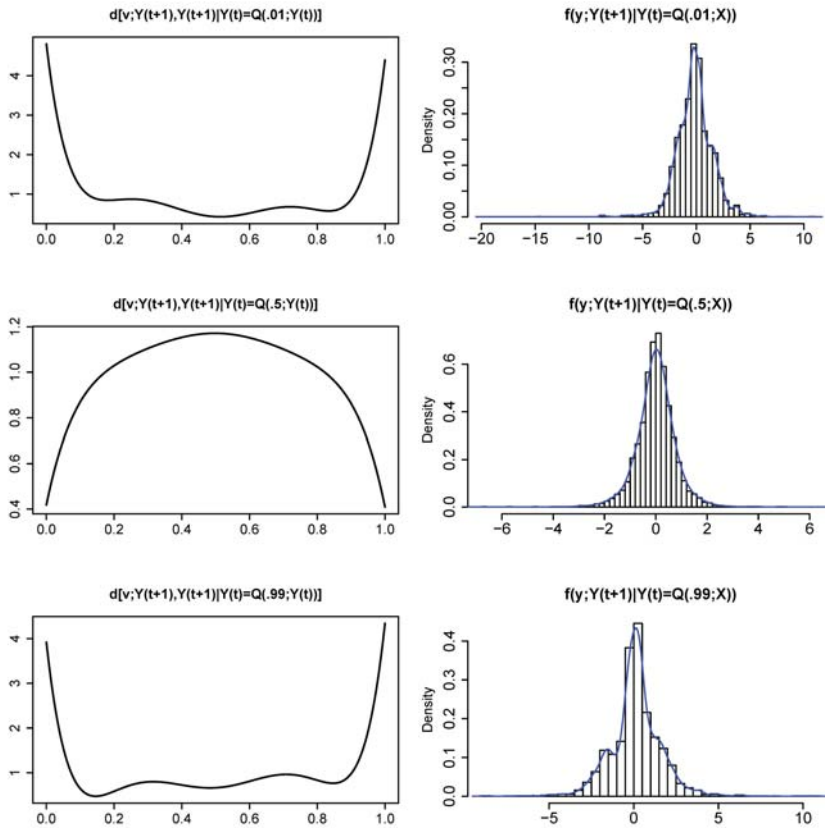 d[v;Y(t+1),Y(t+1)|Y(t)=Q(.01;Y(t))]
4
3
2
1
0.0 0.2 0.4 0.6 0.8 1.0
f(y;Y(t+1)|Y(t)=Q(.01;X))
Density
0.30
0.20
0.10
0.00
−20 −15 −10 −5 0 5 10
d[v;Y(t+1),Y(t+1)|Y(t)=Q(.5;Y(t))]
1.2
1.0
0.8
0.6
0.4
0.0 0.2 0.4 0.6 0.8 1.0
f(y;Y(t+1)|Y(t)=Q(.5;X))
Density
0.6
0.4
0.2
0.0
−6 −4 −2 0 2 4 6
d[v;Y(t+1),Y(t+1)|Y(t)=Q(.99;Y(t))]
4
3
2
1
0.0 0.2 0.4 0.6 0.8 1.0
f(y;Y(t+1)|Y(t)=Q(.99;X))
Density
0.4
0.3
0.2
0.1
0.0
−5 0 5 10